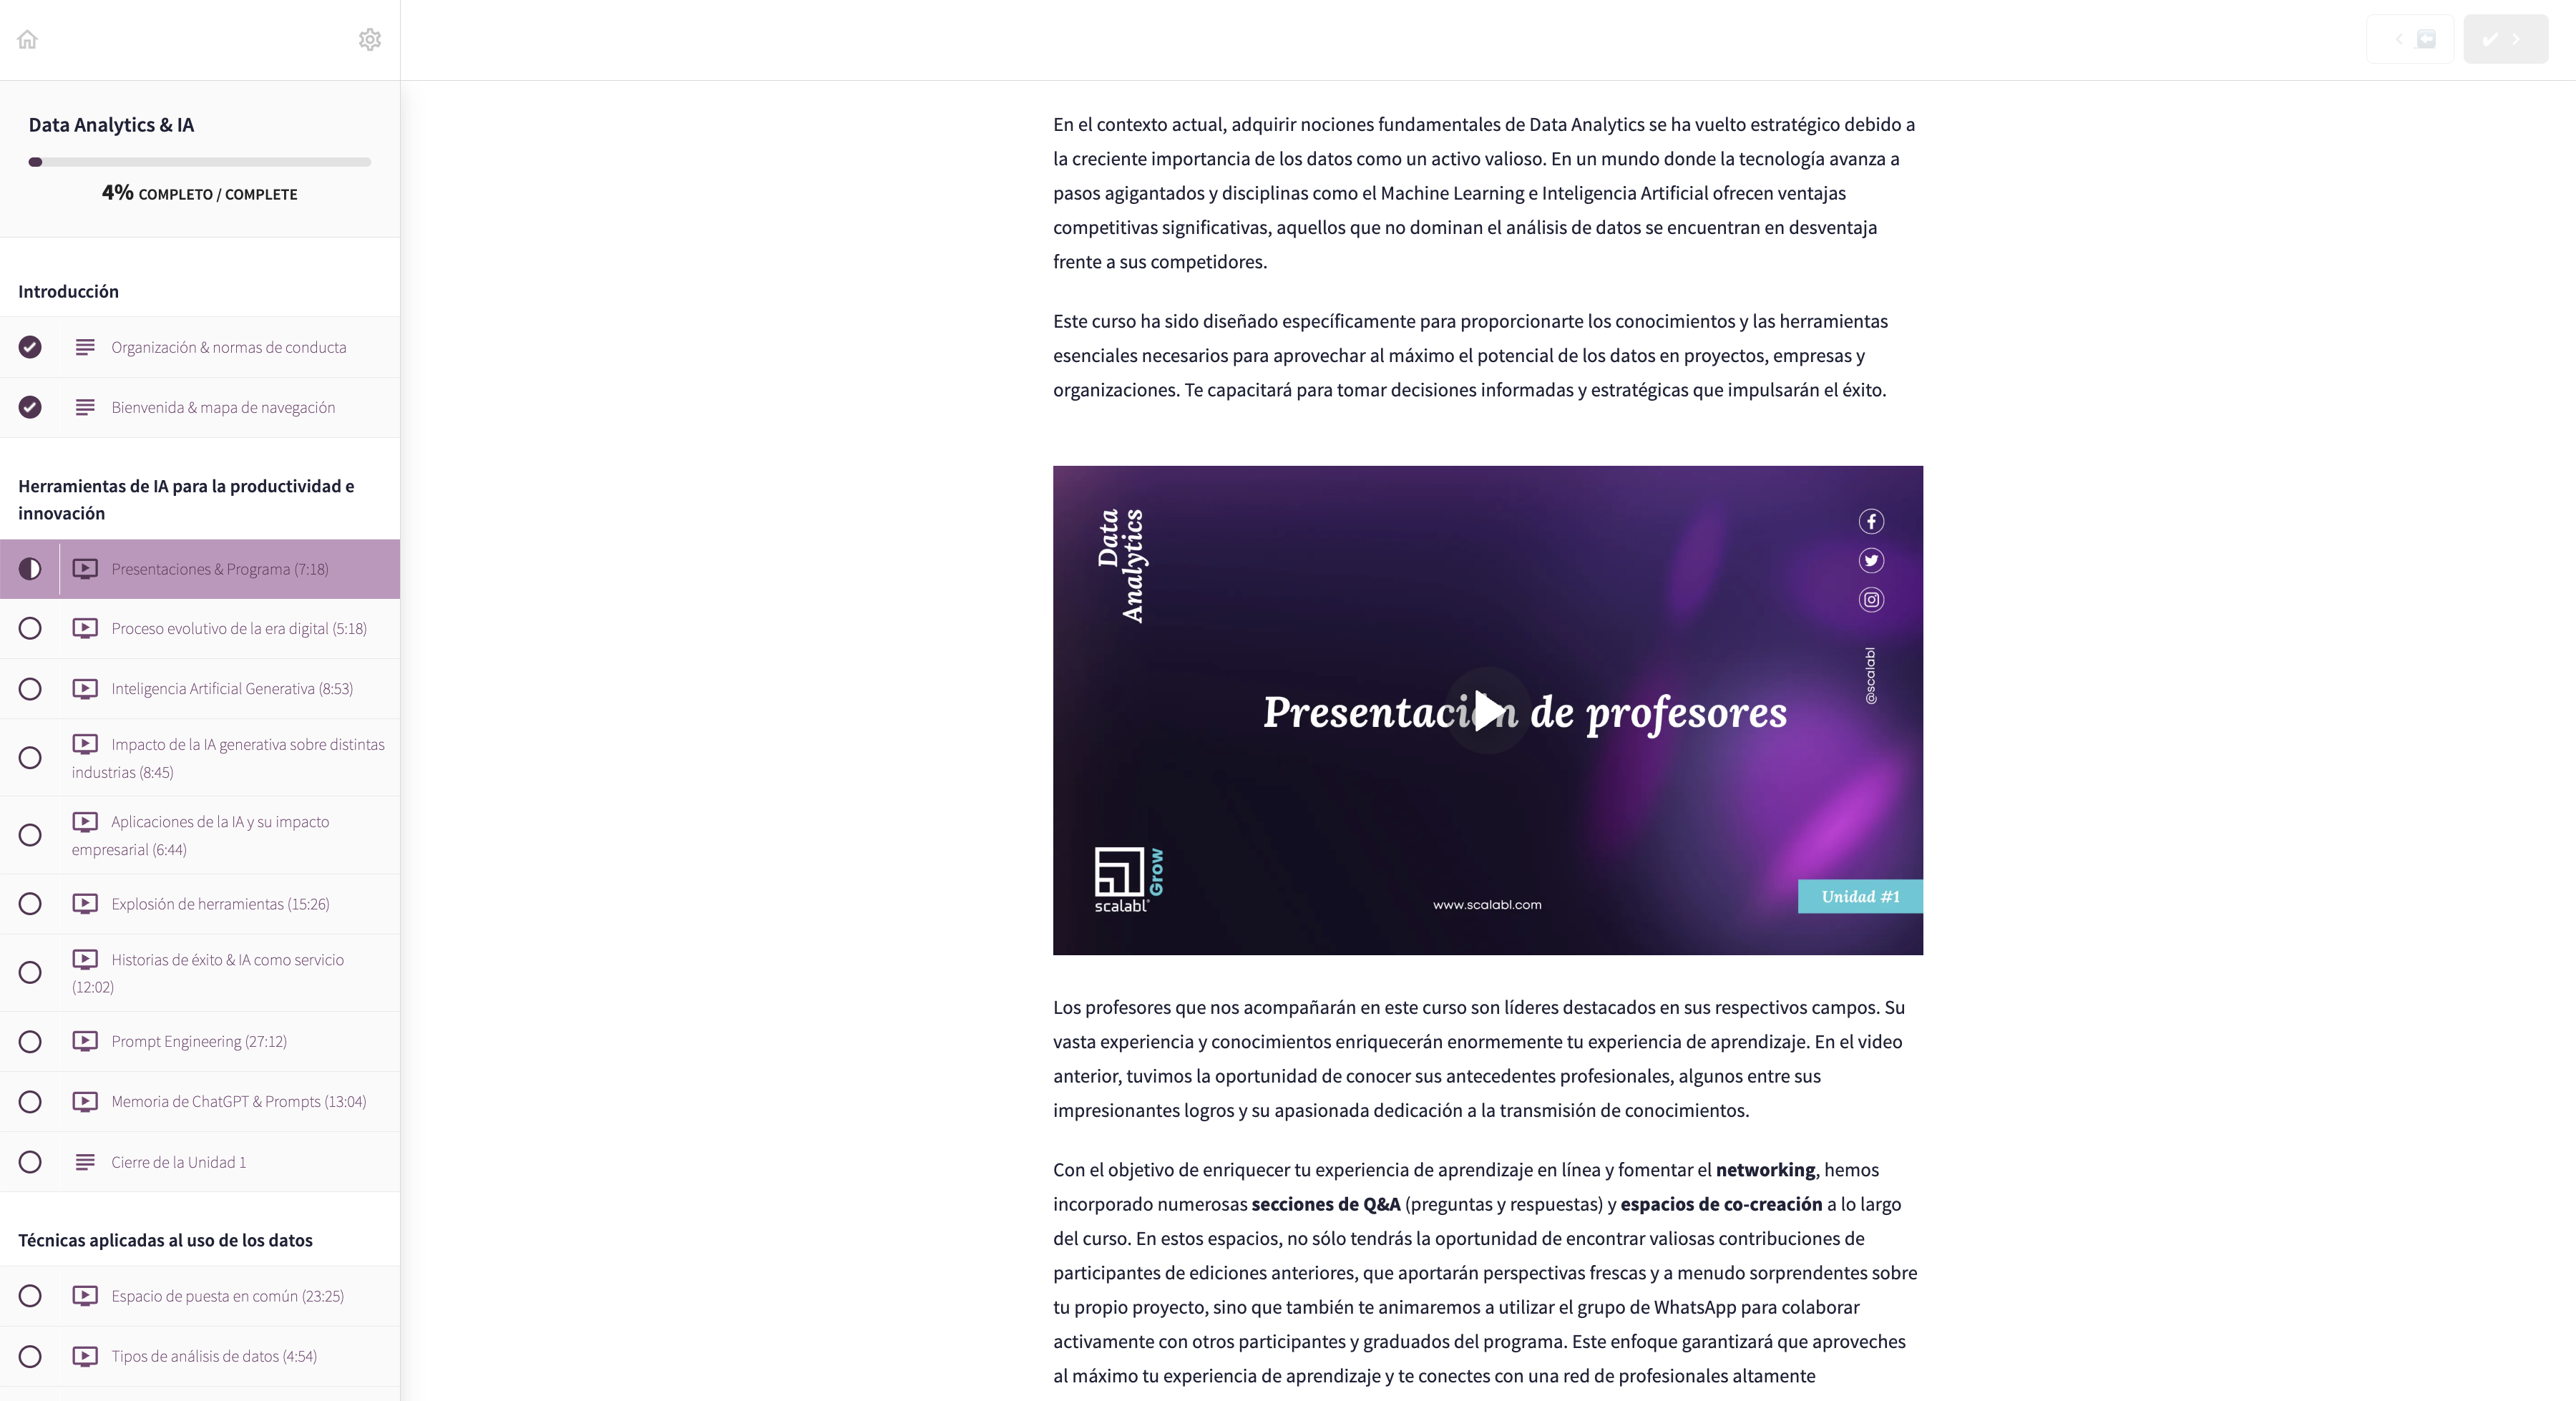 Data Analytics & IA
4% COMPLETO / COMPLETE
Introducción
Organización & normas de conducta
Bienvenida & mapa de navegación
Herramientas de IA para la productividad e
innovación
Presentaciones & Programa (7:18)
Proceso evolutivo de la era digital (5:18)
Inteligencia Artificial Generativa (8:53)
Impacto de la IA generativa sobre distintas
industrias (8:45)
Aplicaciones de la IA y su impacto
empresarial (6:44)
Explosión de herramientas (15:26)
Historias de éxito & IA como servicio
(12:02)
Prompt Engineering (27:12)
Memoria de ChatGPT & Prompts (13:04)
Cierre de la Unidad 1
Técnicas aplicadas al uso de los datos
Espacio de puesta en común (23:25)
Tipos de análisis de datos (4:54)
En el contexto actual, adquirir nociones fundamentales de Data Analytics se ha vuelto estratégico debido a
la creciente importancia de los datos como un activo valioso. En un mundo donde la tecnología avanza a
pasos agigantados y disciplinas como el Machine Learning e Inteligencia Artificial ofrecen ventajas
competitivas significativas, aquellos que no dominan el análisis de datos se encuentran en desventaja
frente a sus competidores.
Este curso ha sido diseñado específicamente para proporcionarte los conocimientos y las herramientas
esenciales necesarios para aprovechar al máximo el potencial de los datos en proyectos, empresas y
organizaciones. Te capacitará para tomar decisiones informadas y estratégicas que impulsarán el éxito.
Data
Analytics
@scalabl
Presentación de profesores
Grow
scalabl®
www.scalabl.com
Unidad #1
Los profesores que nos acompañarán en este curso son líderes destacados en sus respectivos campos. Su
vasta experiencia y conocimientos enriquecerán enormemente tu experiencia de aprendizaje. En el video
anterior, tuvimos la oportunidad de conocer sus antecedentes profesionales, algunos entre sus
impresionantes logros y su apasionada dedicación a la transmisión de conocimientos.
Con el objetivo de enriquecer tu experiencia de aprendizaje en línea y fomentar el networking, hemos
incorporado numerosas secciones de Q&A (preguntas y respuestas) y espacios de co-creación a lo largo
del curso. En estos espacios, no sólo tendrás la oportunidad de encontrar valiosas contribuciones de
participantes de ediciones anteriores, que aportarán perspectivas frescas y a menudo sorprendentes sobre
tu propio proyecto, sino que también te animaremos a utilizar el grupo de WhatsApp para colaborar
activamente con otros participantes y graduados del programa. Este enfoque garantizará que aproveches
al máximo tu experiencia de aprendizaje y te conectes con una red de profesionales altamente